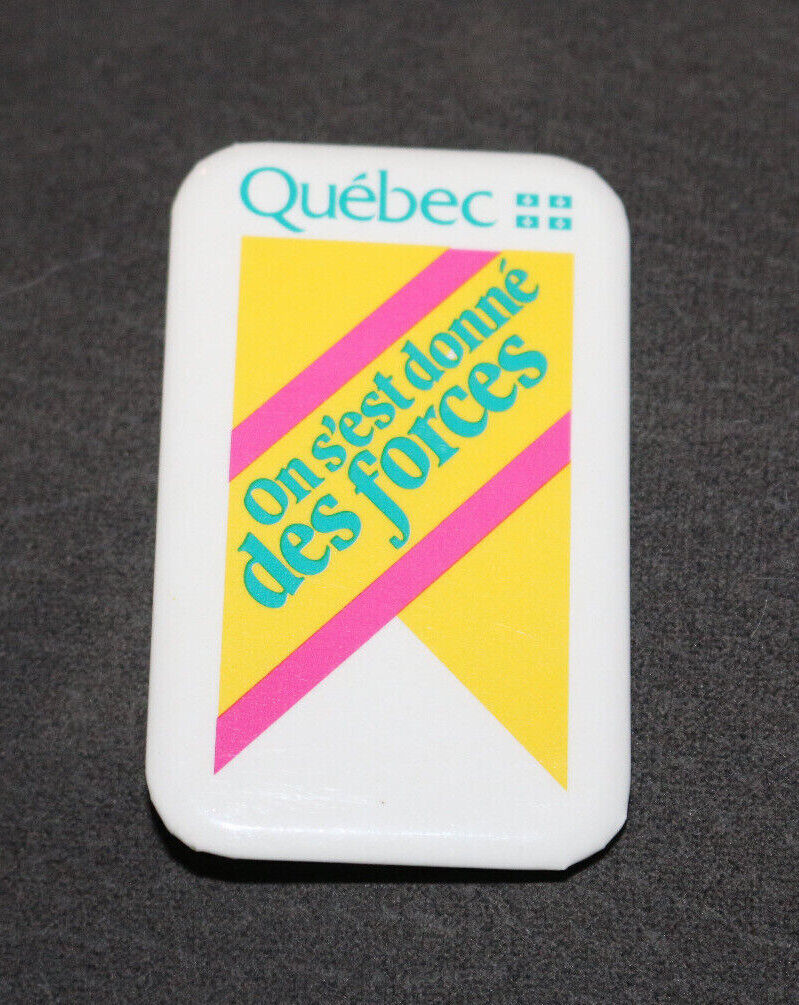 Québec
On s'est donné
des forces